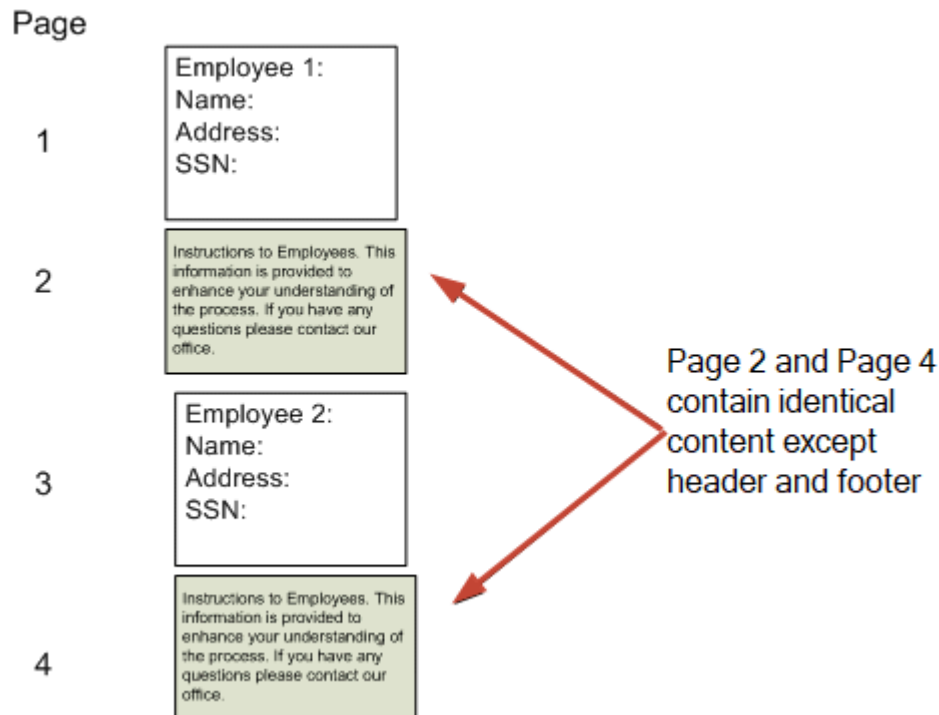 Page
1
Employee 1:
Name:
Address:
SSN:
2
Instructions to Employees. This
information is provided to
enhance your understanding of
the process. If you have any
questions please contact our
office.
Page 2 and Page 4
contain identical
content except
header and footer
3
Employee 2:
Name:
Address:
SSN:
4
Instructions to Employees. This
information is provided to
enhance your understanding of
the process. If you have any
questions please contact our
office.